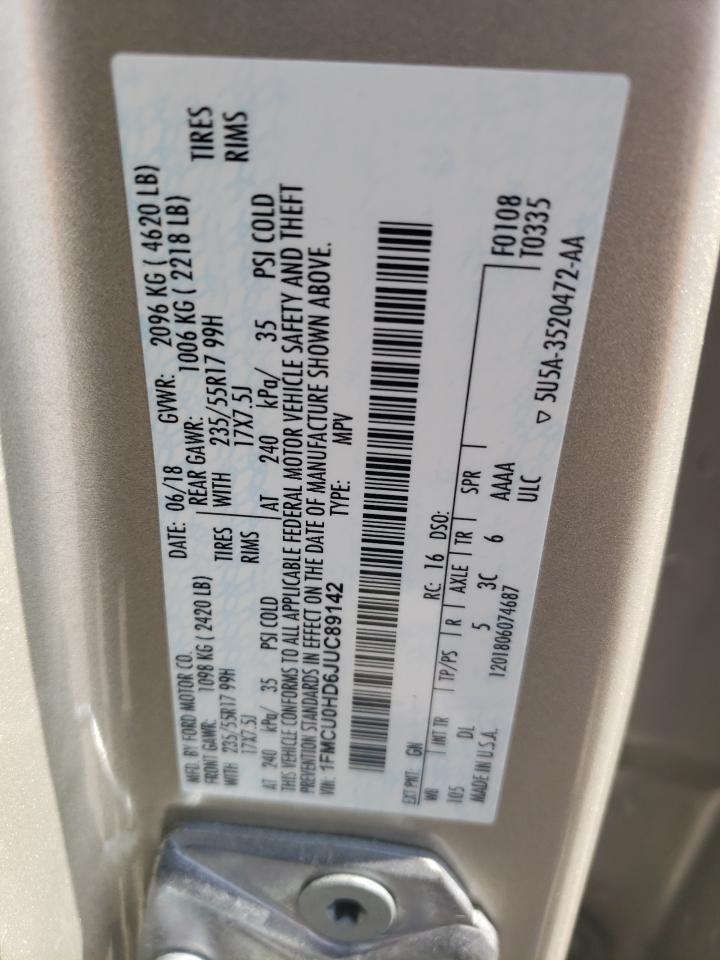 MFD. BY FORD MOTOR CO.
DATE: 06/18 GVWR: 2096 KG ( 4620 LB)
FRONT GAWR: 1098 KG ( 2420 LB) REAR GAWR: 1006 KG ( 2218 LB)
WITH 235/55R17 99H TIRES WITH 235/55R17 99H TIRES
17X7.5J RIMS 17X7.5J RIMS
AT 240 kPa/ 35 PSI COLD AT 240 kPa/ 35 PSI COLD
THIS VEHICLE CONFORMS TO ALL APPLICABLE FEDERAL MOTOR VEHICLE SAFETY AND THEFT
PREVENTION STANDARDS IN EFFECT ON THE DATE OF MANUFACTURE SHOWN ABOVE.
VIN: 1FMCU0HD6JUC89142 TYPE: MPV
EXT PNT: GN RC: 16 DSO:
WB INT TR TP/PS R AXLE TR SPR F0108
105 DL 5 3C 6 AAAA T0335
MADE IN U.S.A. 1201806074687 ULC
▽ 5U5A-3520472-AA